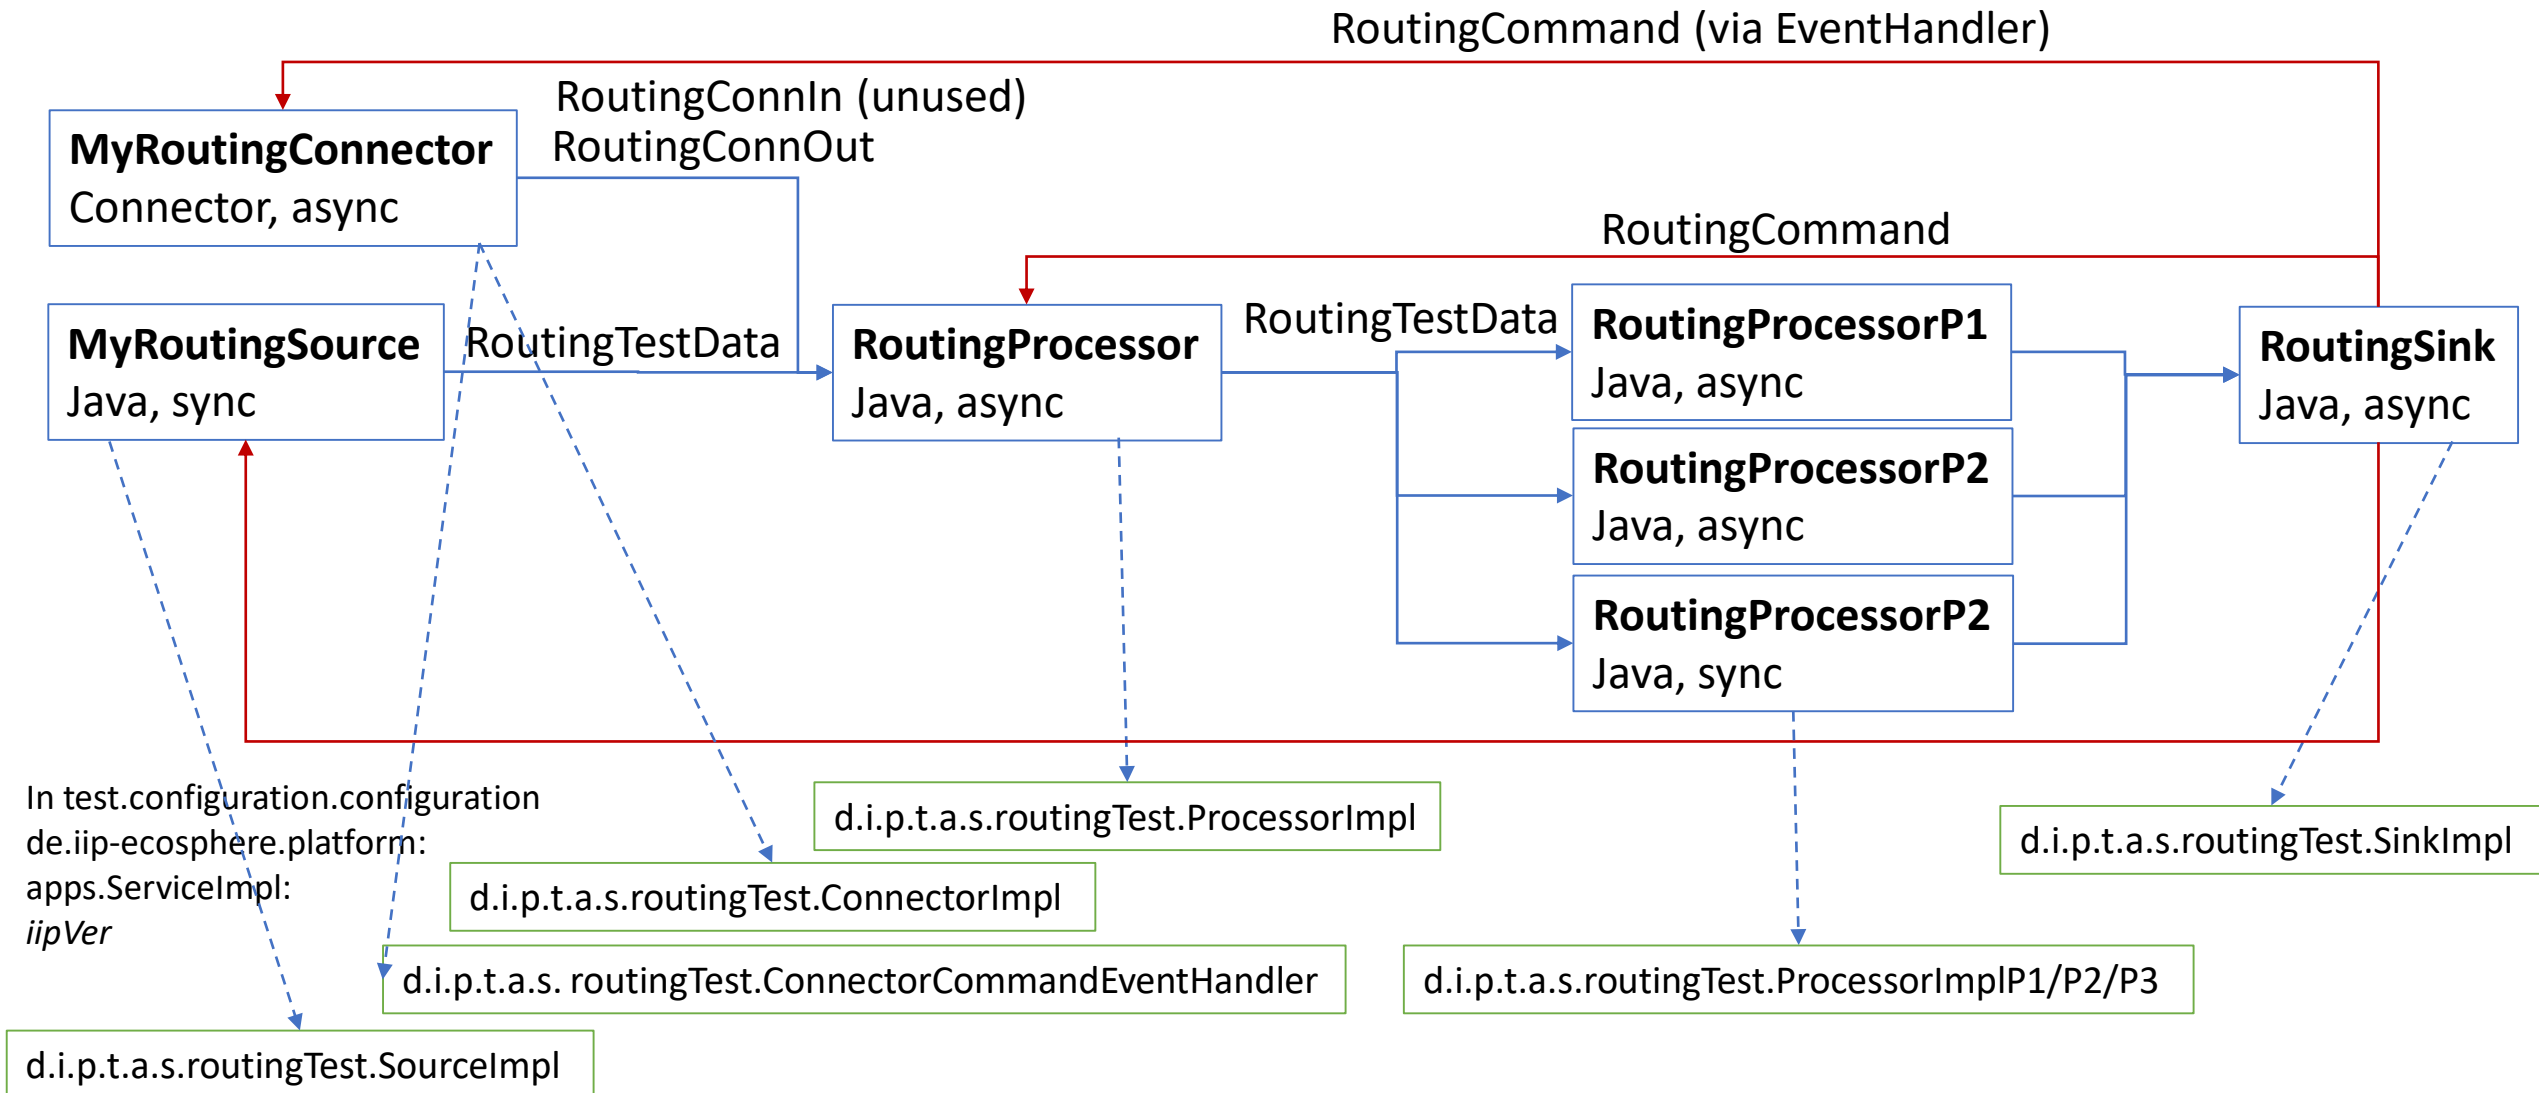 RoutingCommand (via EventHandler)
RoutingConnIn (unused)
RoutingConnOut
MyRoutingConnector
Connector, async
RoutingCommand
MyRoutingSource
Java, sync
RoutingTestData
RoutingProcessor
Java, async
RoutingTestData
RoutingProcessorP1
Java, async
RoutingProcessorP2
Java, async
RoutingProcessorP2
Java, sync
RoutingSink
Java, async
In test.configuration.configuration
de.iip-ecosphere.platform:
apps.ServiceImpl:
iipVer
d.i.p.t.a.s.routingTest.ProcessorImpl
d.i.p.t.a.s.routingTest.SinkImpl
d.i.p.t.a.s.routingTest.ConnectorImpl
d.i.p.t.a.s. routingTest.ConnectorCommandEventHandler
d.i.p.t.a.s.routingTest.ProcessorImplP1/P2/P3
d.i.p.t.a.s.routingTest.SourceImpl